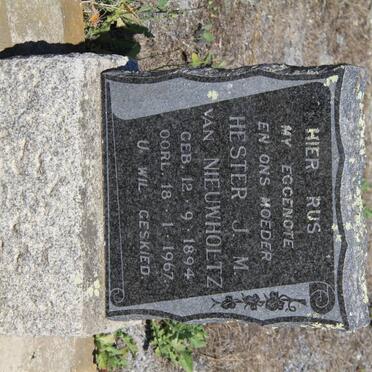 HIER RUS
MY EGGENOTE
EN ONS MOEDER
HESTER J. M.
VAN NIEUWHOLTZ
GEB. 12. 9. 1894
OORL. 18. 1. 1967
U WIL GESKIED